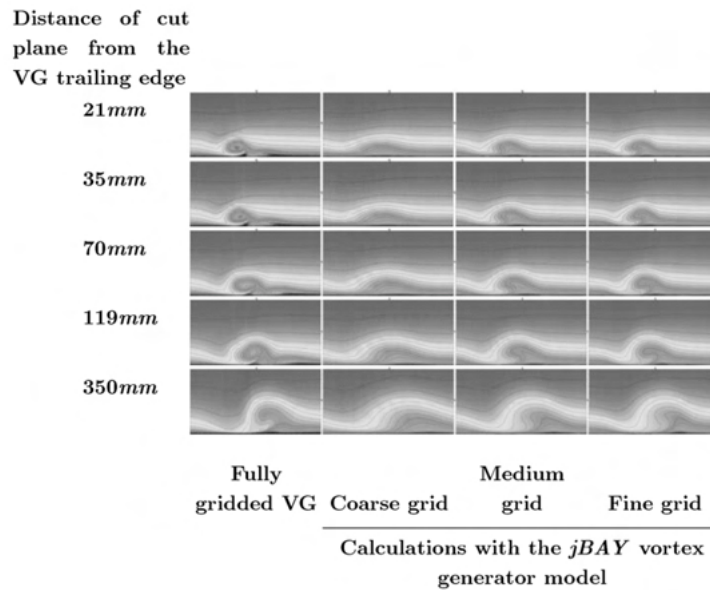 Distance of cut
plane from the
VG trailing edge
21mm
35mm
70mm
119mm
350mm
Fully
gridded VG
Coarse grid
Medium
grid
Fine grid
Calculations with the jBAY vortex
generator model